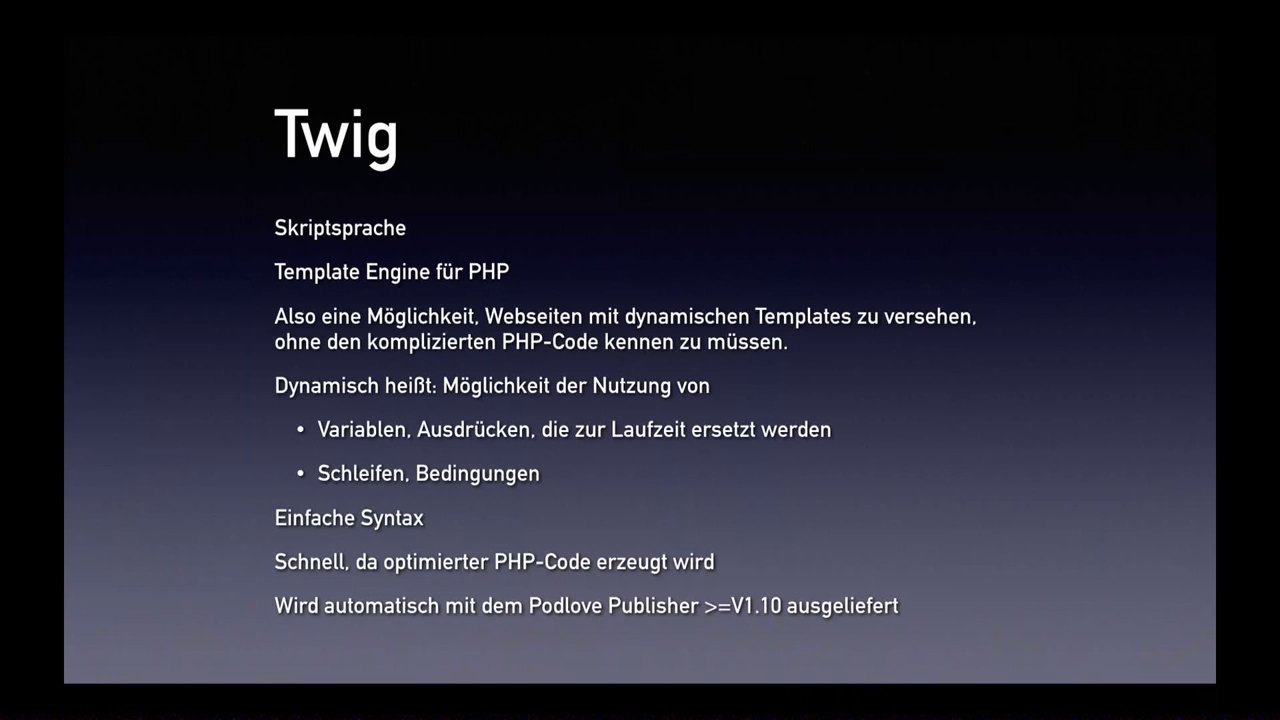 Twig
Skriptsprache
Template Engine für PHP
Also eine Möglichkeit, Webseiten mit dynamischen Templates zu versehen,
ohne den komplizierten PHP-Code kennen zu müssen.
Dynamisch heißt: Möglichkeit der Nutzung von
• Variablen, Ausdrücken, die zur Laufzeit ersetzt werden
• Schleifen, Bedingungen
Einfache Syntax
Schnell, da optimierter PHP-Code erzeugt wird
Wird automatisch mit dem Podlove Publisher >=V1.10 ausgeliefert